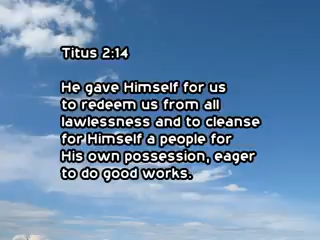 Titus 2:14
He gave Himself for us
to redeem us from all
lawlessness and to cleanse
for Himself a people for
His own possession, eager
to do good works.